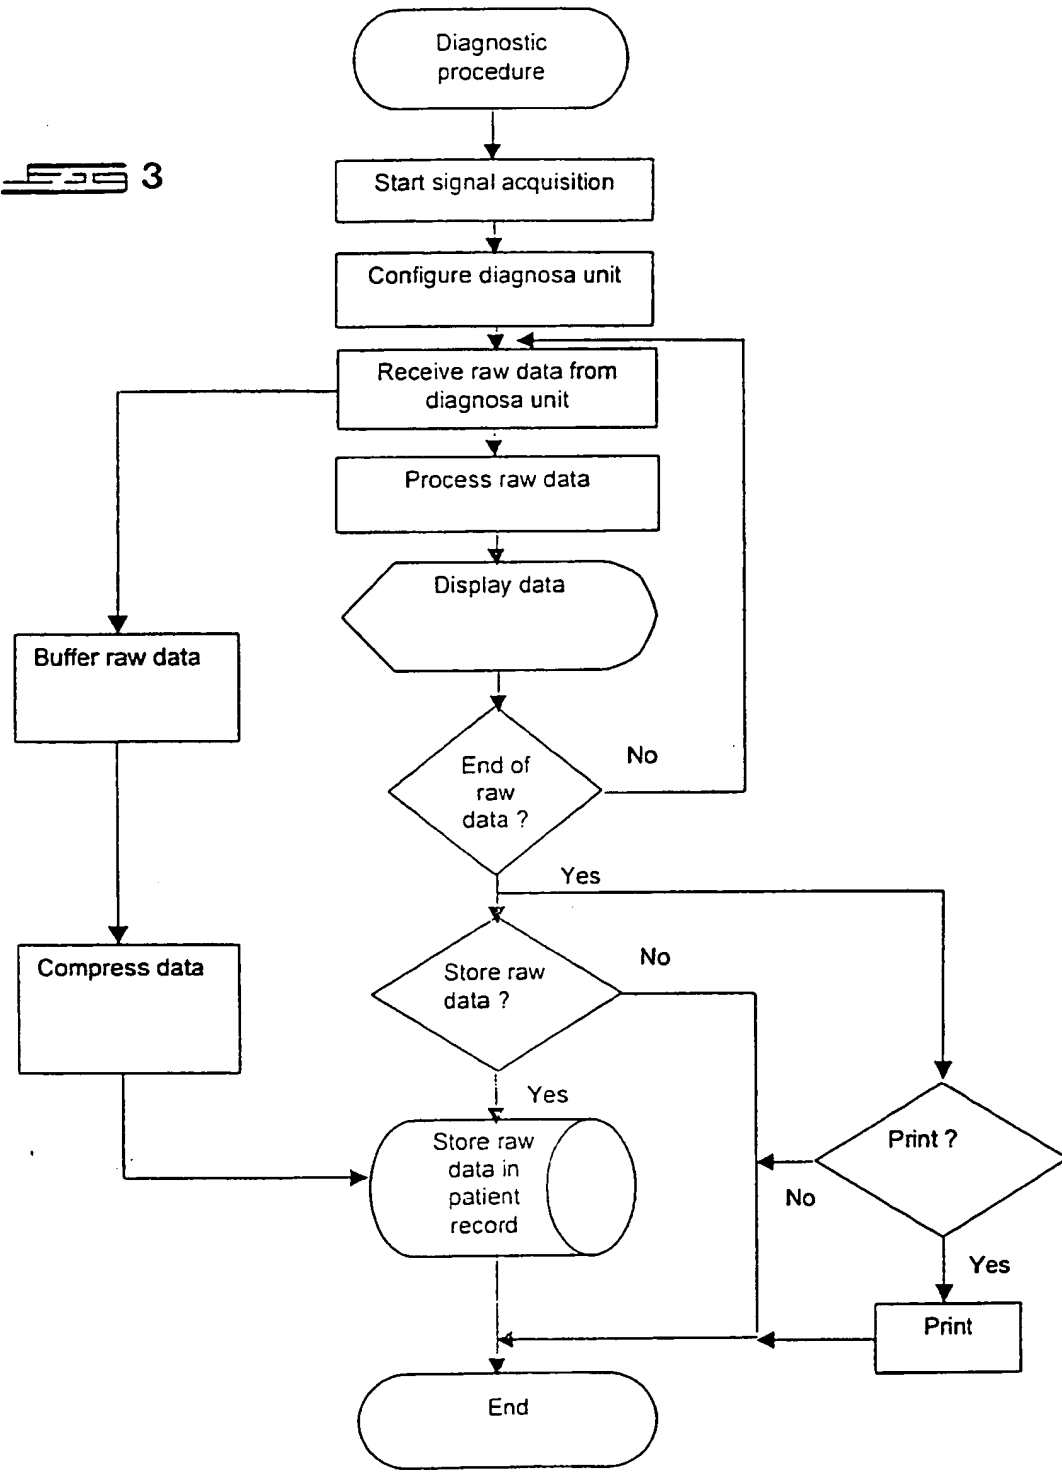 Diagnostic
procedure
3
Start signal acquisition
Configure diagnosa unit
Receive raw data from
diagnosa unit
Process raw data
Display data
Buffer raw data
End of
raw
data ?
No
Yes
Compress data
Store raw
data ?
No
Yes
Store raw
data in
patient
record
Print ?
No
Yes
Print
End